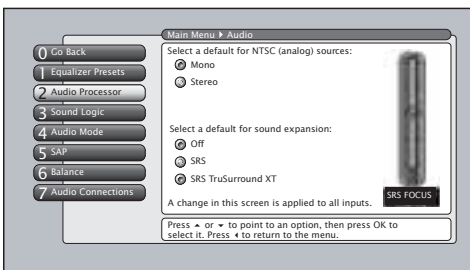 Main Menu ▶ Audio
0 Go Back
1 Equalizer Presets
2 Audio Processor
3 Sound Logic
4 Audio Mode
5 SAP
6 Balance
7 Audio Connections
Select a default for NTSC (analog) sources:
Mono
Stereo
Select a default for sound expansion:
Off
SRS
SRS TruSurround XT
A change in this screen is applied to all inputs.
SRS FOCUS
Press ▲ or ▼ to point to an option, then press OK to
select it. Press ◀ to return to the menu.